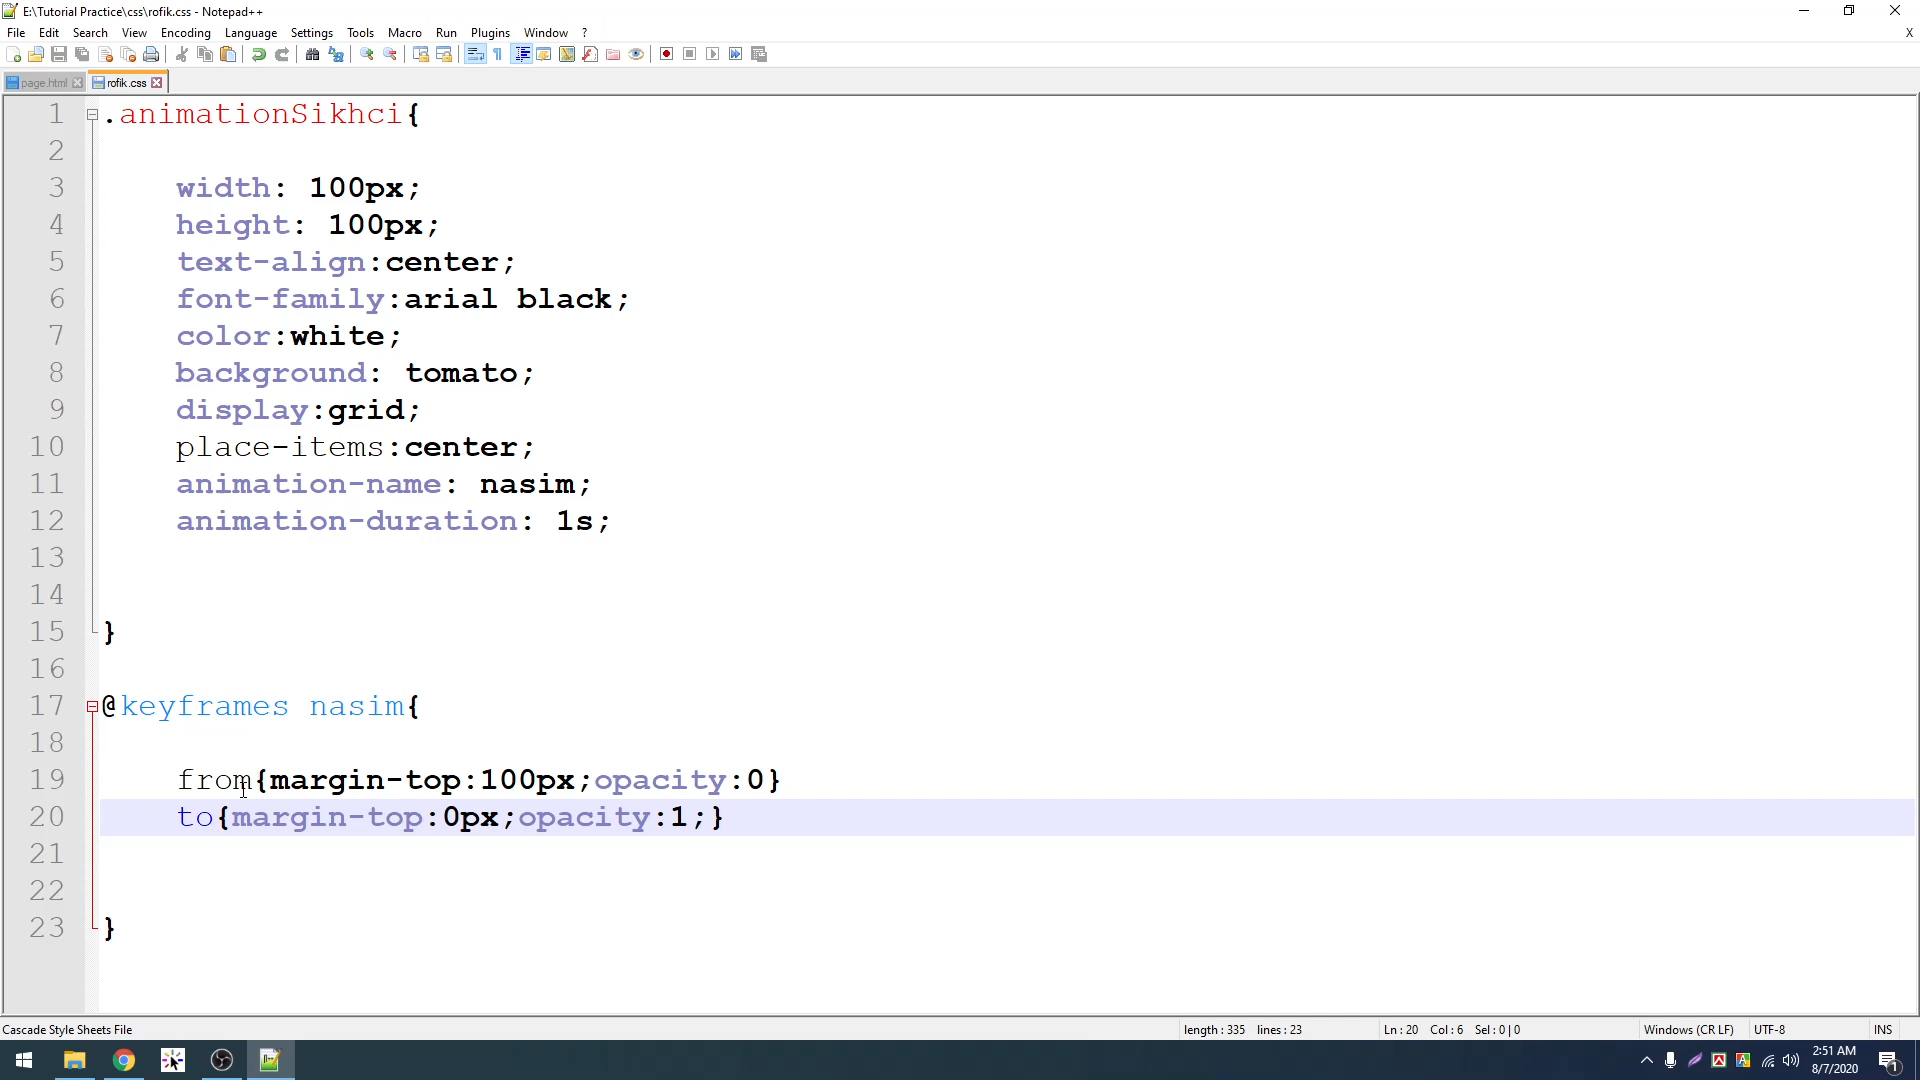 E:\Tutorial Practice\css\rofik.css - Notepad++
File Edit Search View Encoding Language Settings Tools Macro Run Plugins Window ? X
page.html rofik.css
1 .animationSikhci{
2
3 width: 100px;
4 height: 100px;
5 text-align:center;
6 font-family:arial black;
7 color:white;
8 background: tomato;
9 display:grid;
10 place-items:center;
11 animation-name: nasim;
12 animation-duration: 1s;
13
14
15 }
16
17 @keyframes nasim{
18
19 from{margin-top:100px;opacity:0}
20 to{margin-top:0px;opacity:1;}
21
22
23 }
Cascade Style Sheets File length : 335 lines : 23 Ln : 20 Col : 6 Sel : 0 | 0 Windows (CR LF) UTF-8 INS
2:51 AM
8/7/2020
1